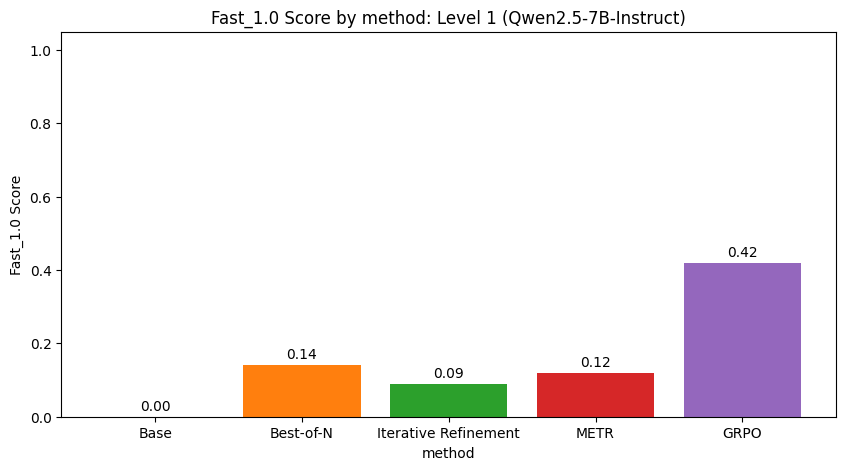 Fast_1.0 Score by method: Level 1 (Qwen2.5-7B-Instruct)
Fast_1.0 Score
1.0
0.8
0.6
0.4
0.2
0.0
0.00
0.14
0.09
0.12
0.42
Base
Best-of-N
Iterative Refinement
METR
GRPO
method